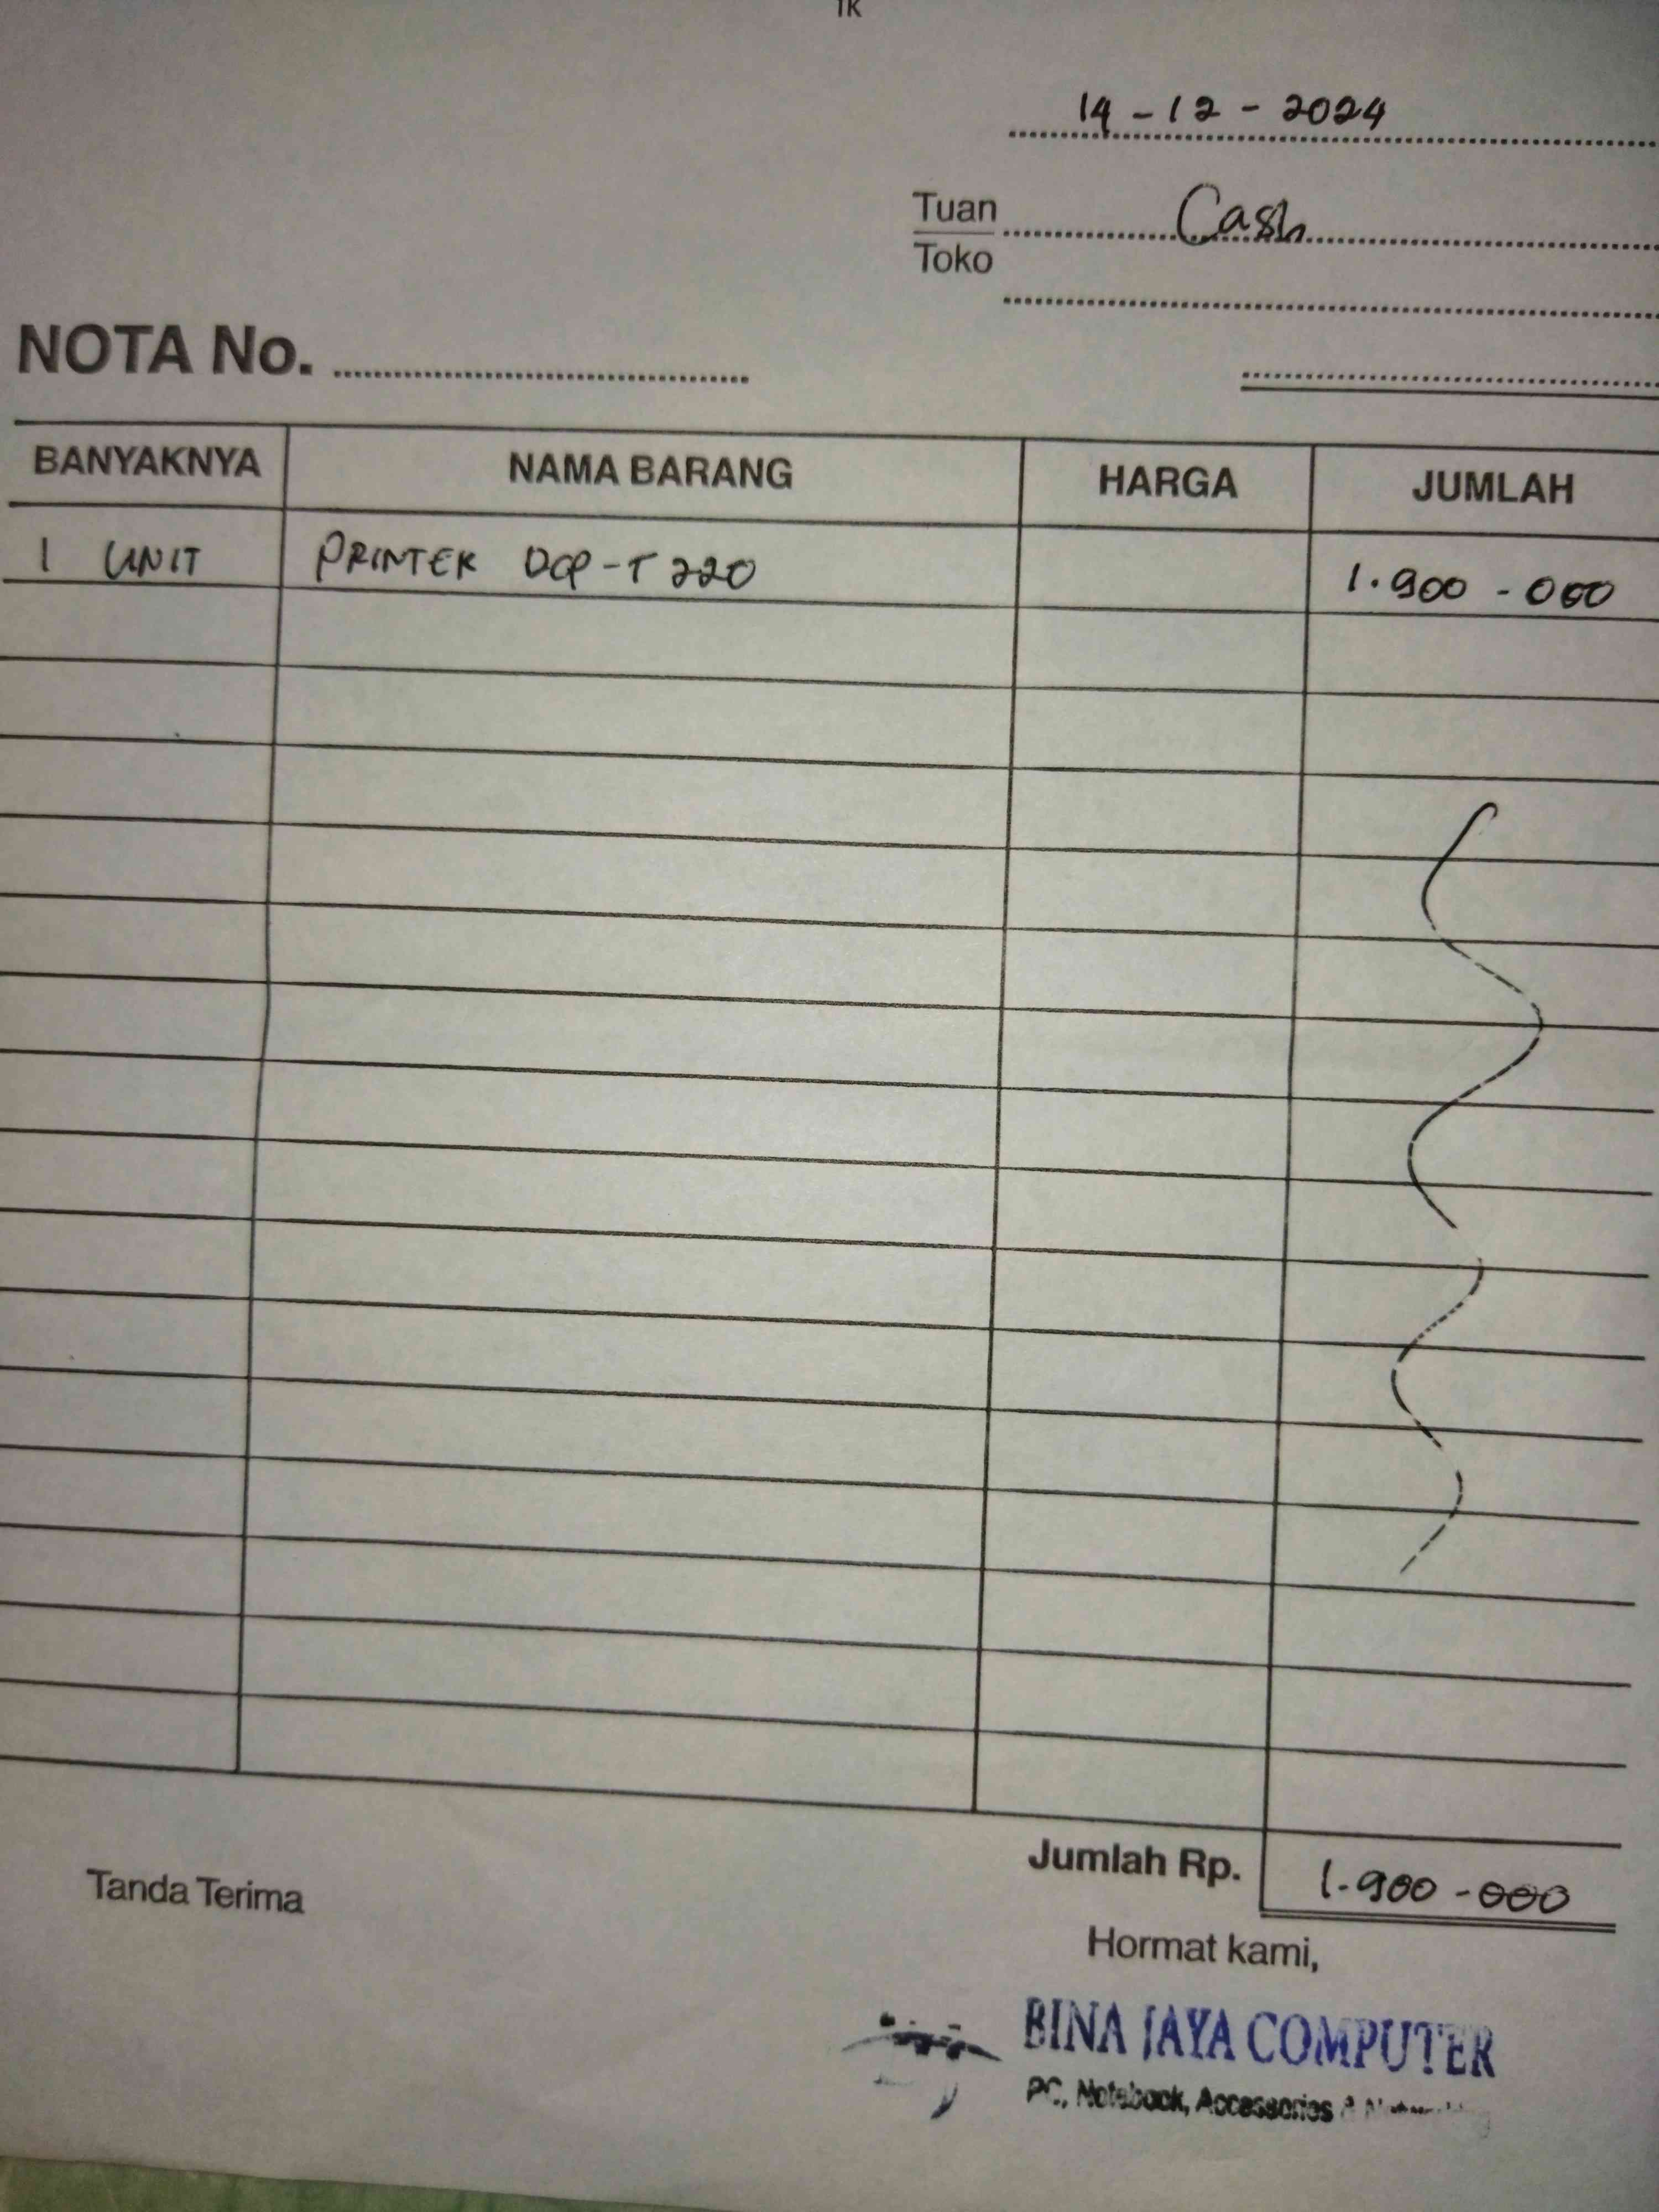 TK
14 - 12 - 2024
Tuan Cash
Toko
NOTA No.
BANYAKNYA NAMA BARANG HARGA JUMLAH
1 UNIT PRINTER DCP-T220 1.900-000
Jumlah Rp. 1.900-000
Tanda Terima
Hormat kami,
BINA JAYA COMPUTER
PC, Notebook, Accessories &